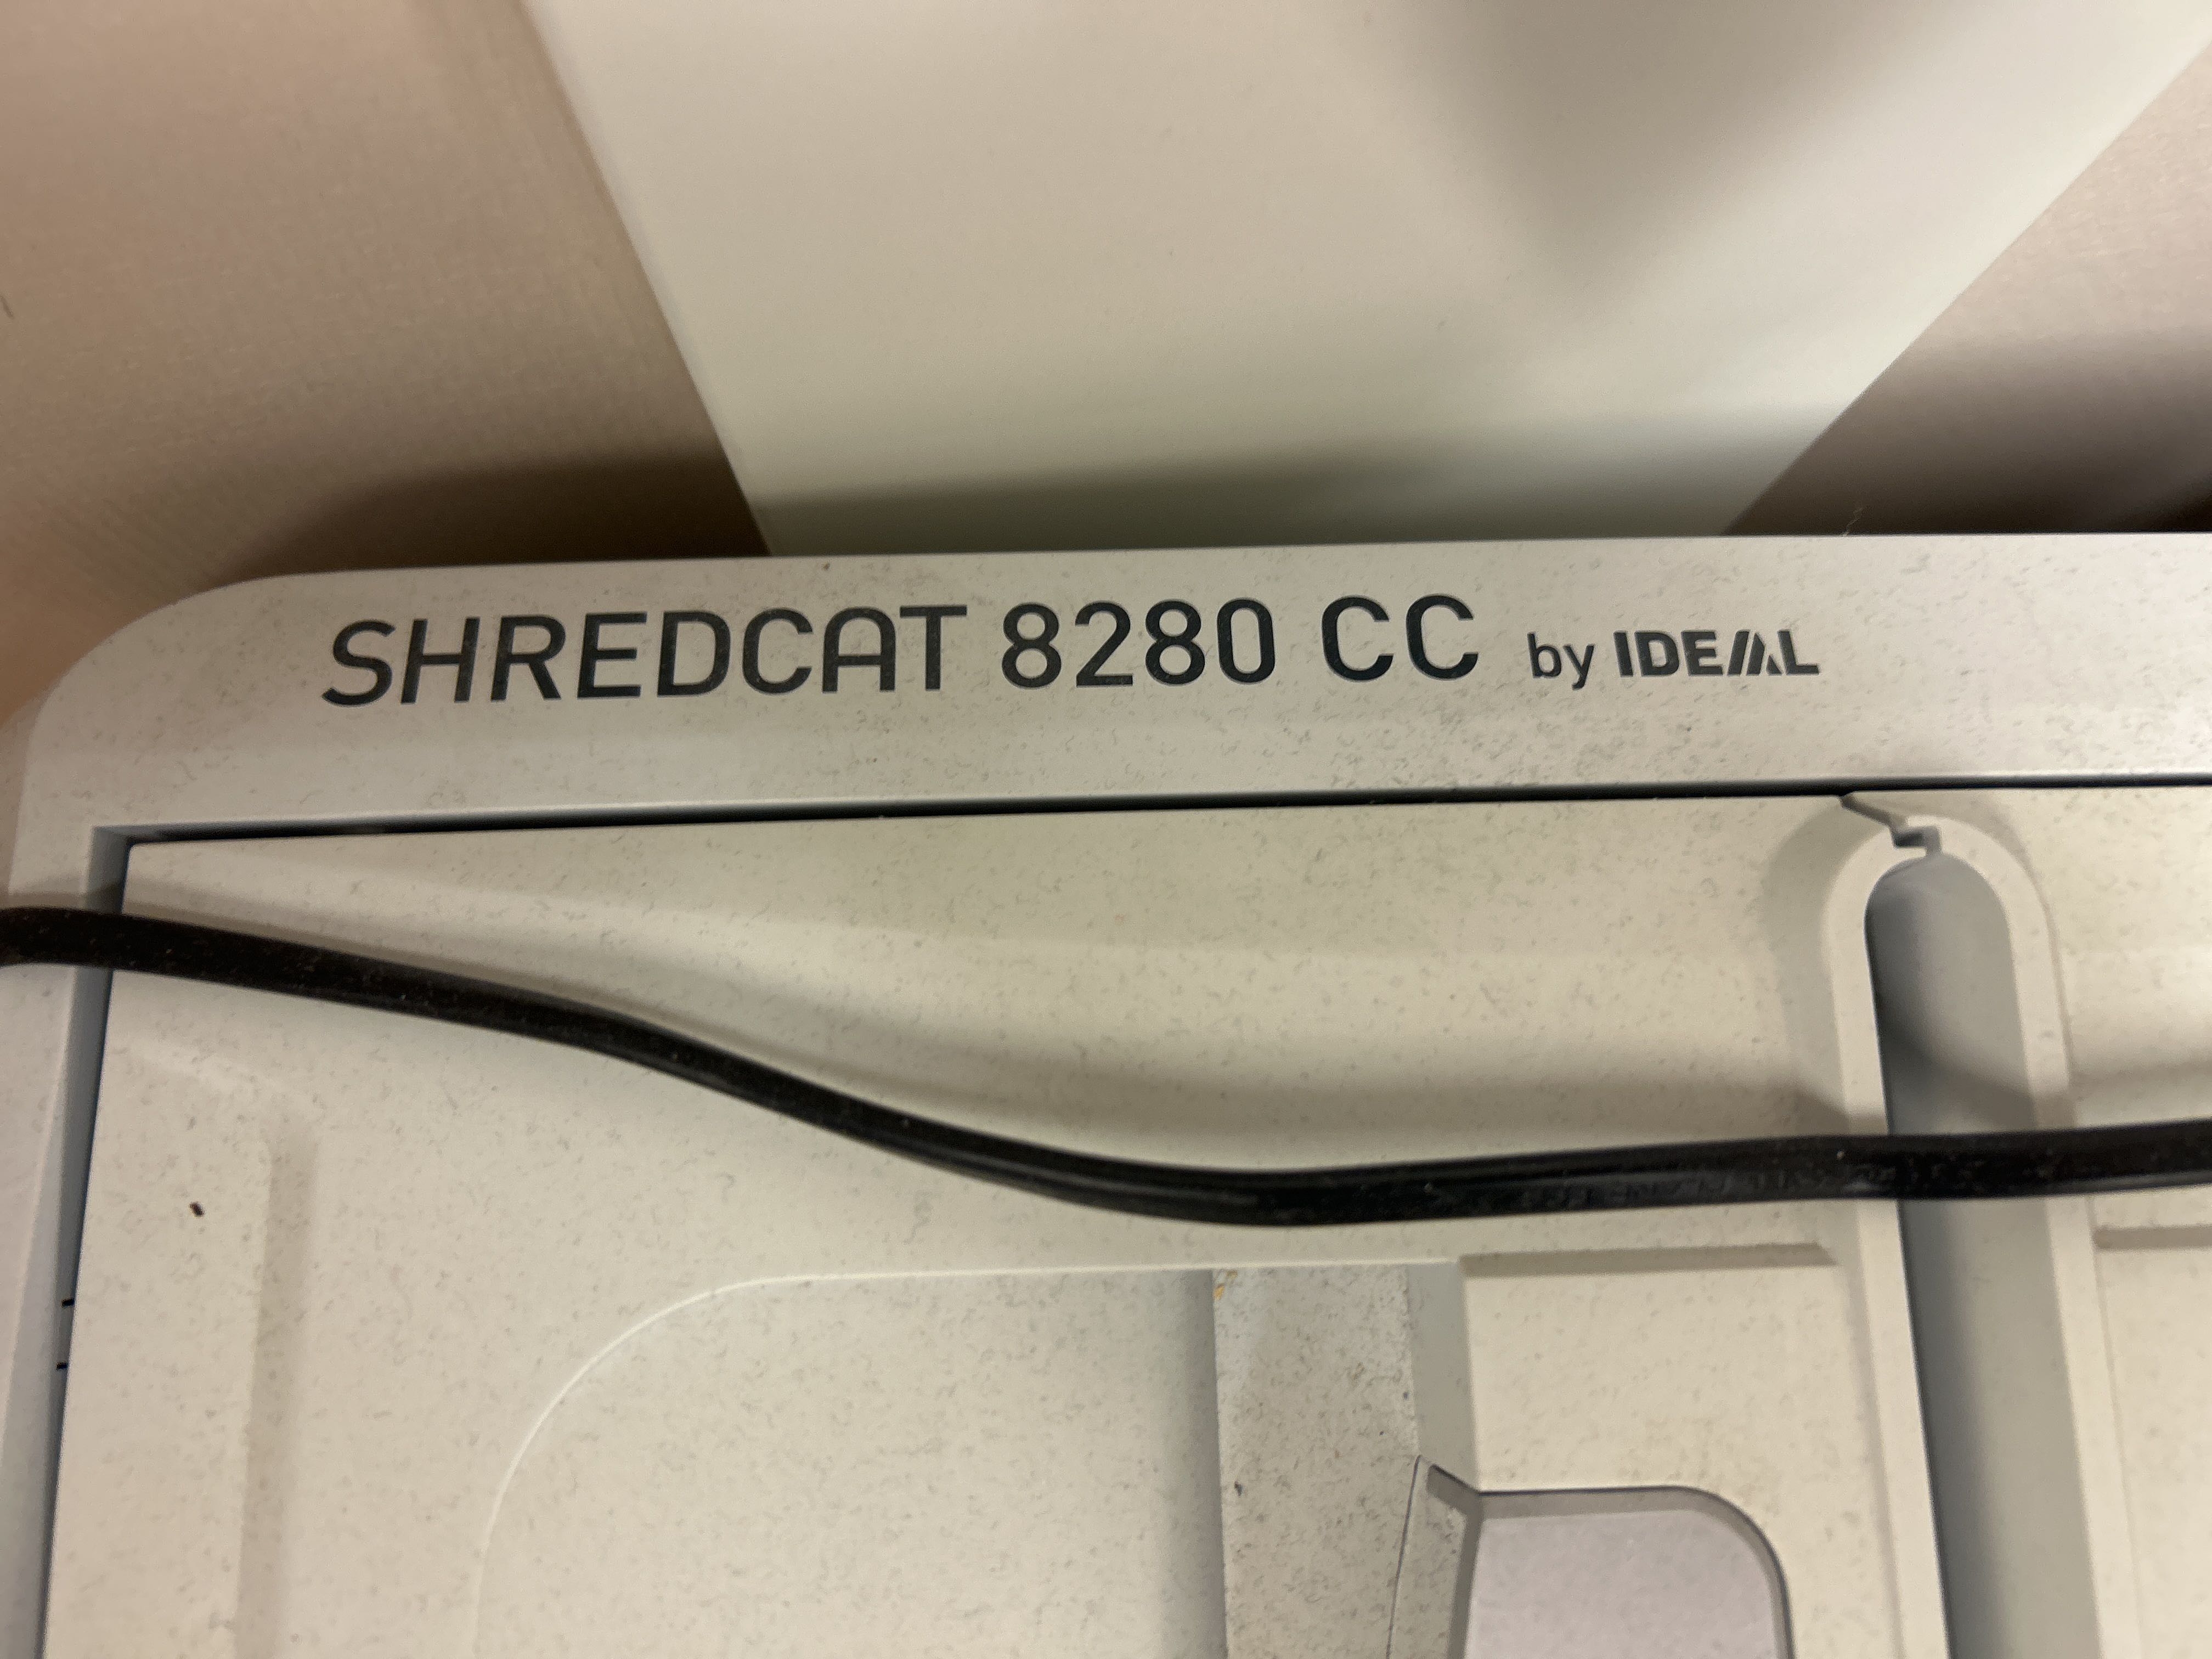 SHREDCAT 8280 CC by IDEAL